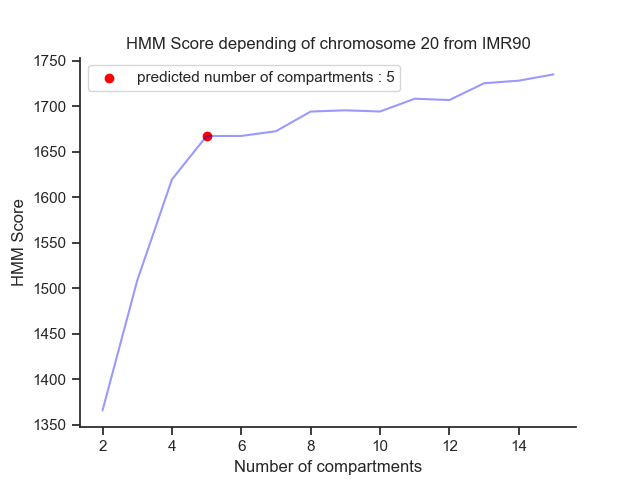 HMM Score depending of chromosome 20 from IMR90
predicted number of compartments : 5
1750
1700
1650
1600
1550
1500
1450
1400
1350
HMM Score
2 4 6 8 10 12 14
Number of compartments